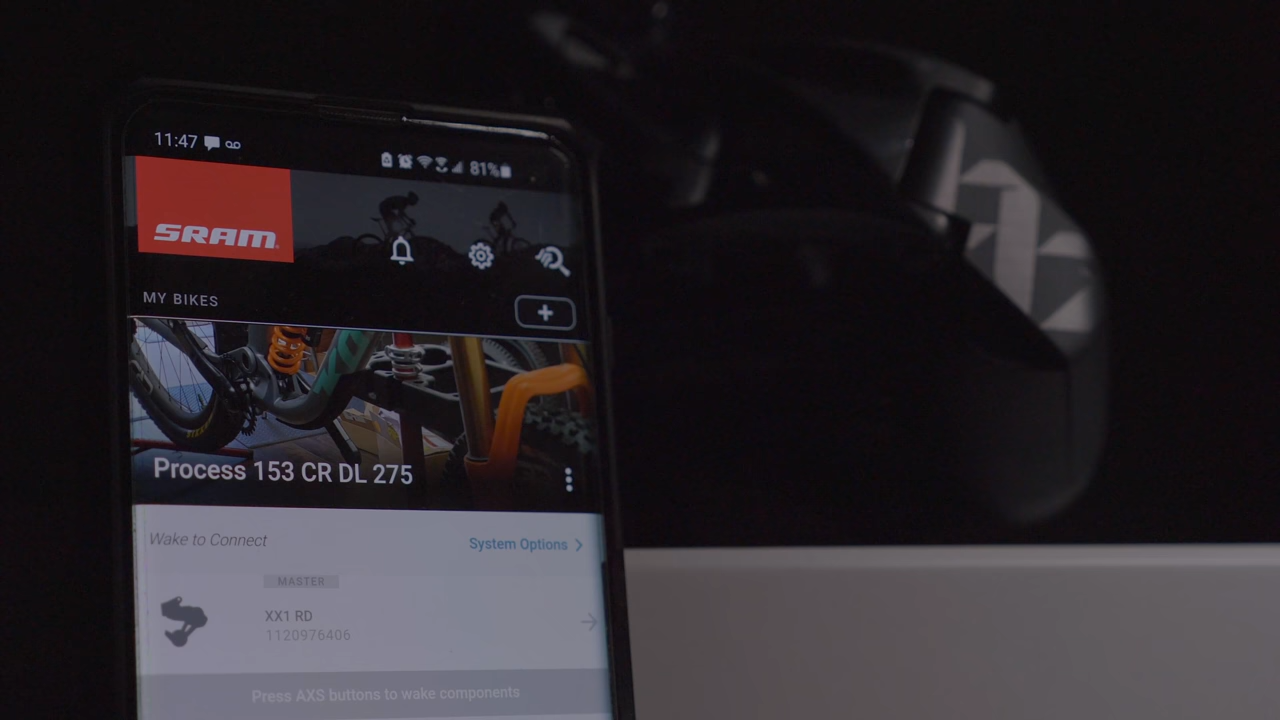 11:47
81%
SRAM
MY BIKES
+
Process 153 CR DL 275
Wake to Connect
System Options
MASTER
XX1 RD
1120976406
Press AXS buttons to wake components